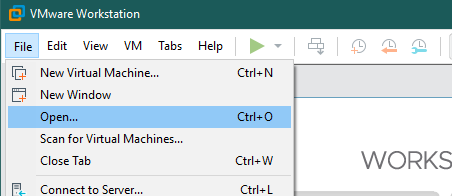 VMware Workstation
File Edit View VM Tabs Help
New Virtual Machine... Ctrl+N
New Window
Open... Ctrl+O
Scan for Virtual Machines...
Close Tab Ctrl+W
WORKS
Connect to Server... Ctrl+L